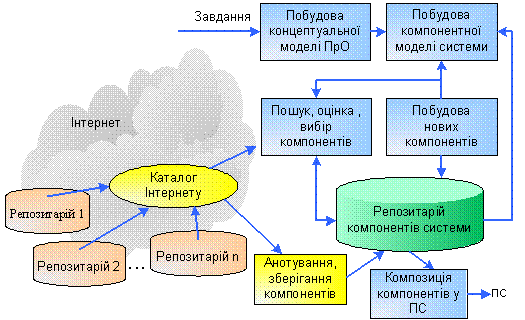 Завдання
Побудова
концептуальної
моделі ПрО
Побудова
компонентної
моделі системи
Інтернет
Пошук, оцінка ,
вибір
компонентів
Побудова
нових
компонентів
Каталог
Інтернету
Репозитарій 1
Репозитарій 2
...
Репозитарій n
Репозитарій
компонентів системи
Анотування,
зберігання
компонентів
Композиція
компонентів у
ПС
ПС